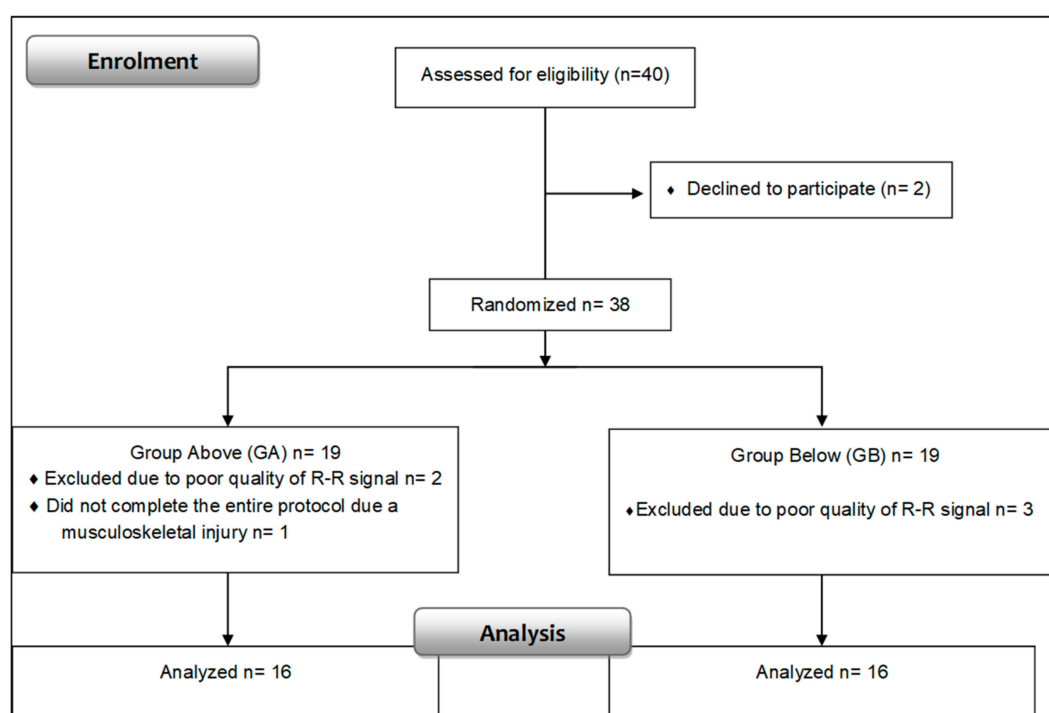 Enrolment
Assessed for eligibility (n=40)
♦ Declined to participate (n= 2)
Randomized n= 38
Group Above (GA) n= 19
♦ Excluded due to poor quality of R-R signal n= 2
♦ Did not complete the entire protocol due a
musculoskeletal injury n= 1
Group Below (GB) n= 19
♦Excluded due to poor quality of R-R signal n= 3
Analysis
Analyzed n= 16
Analyzed n= 16